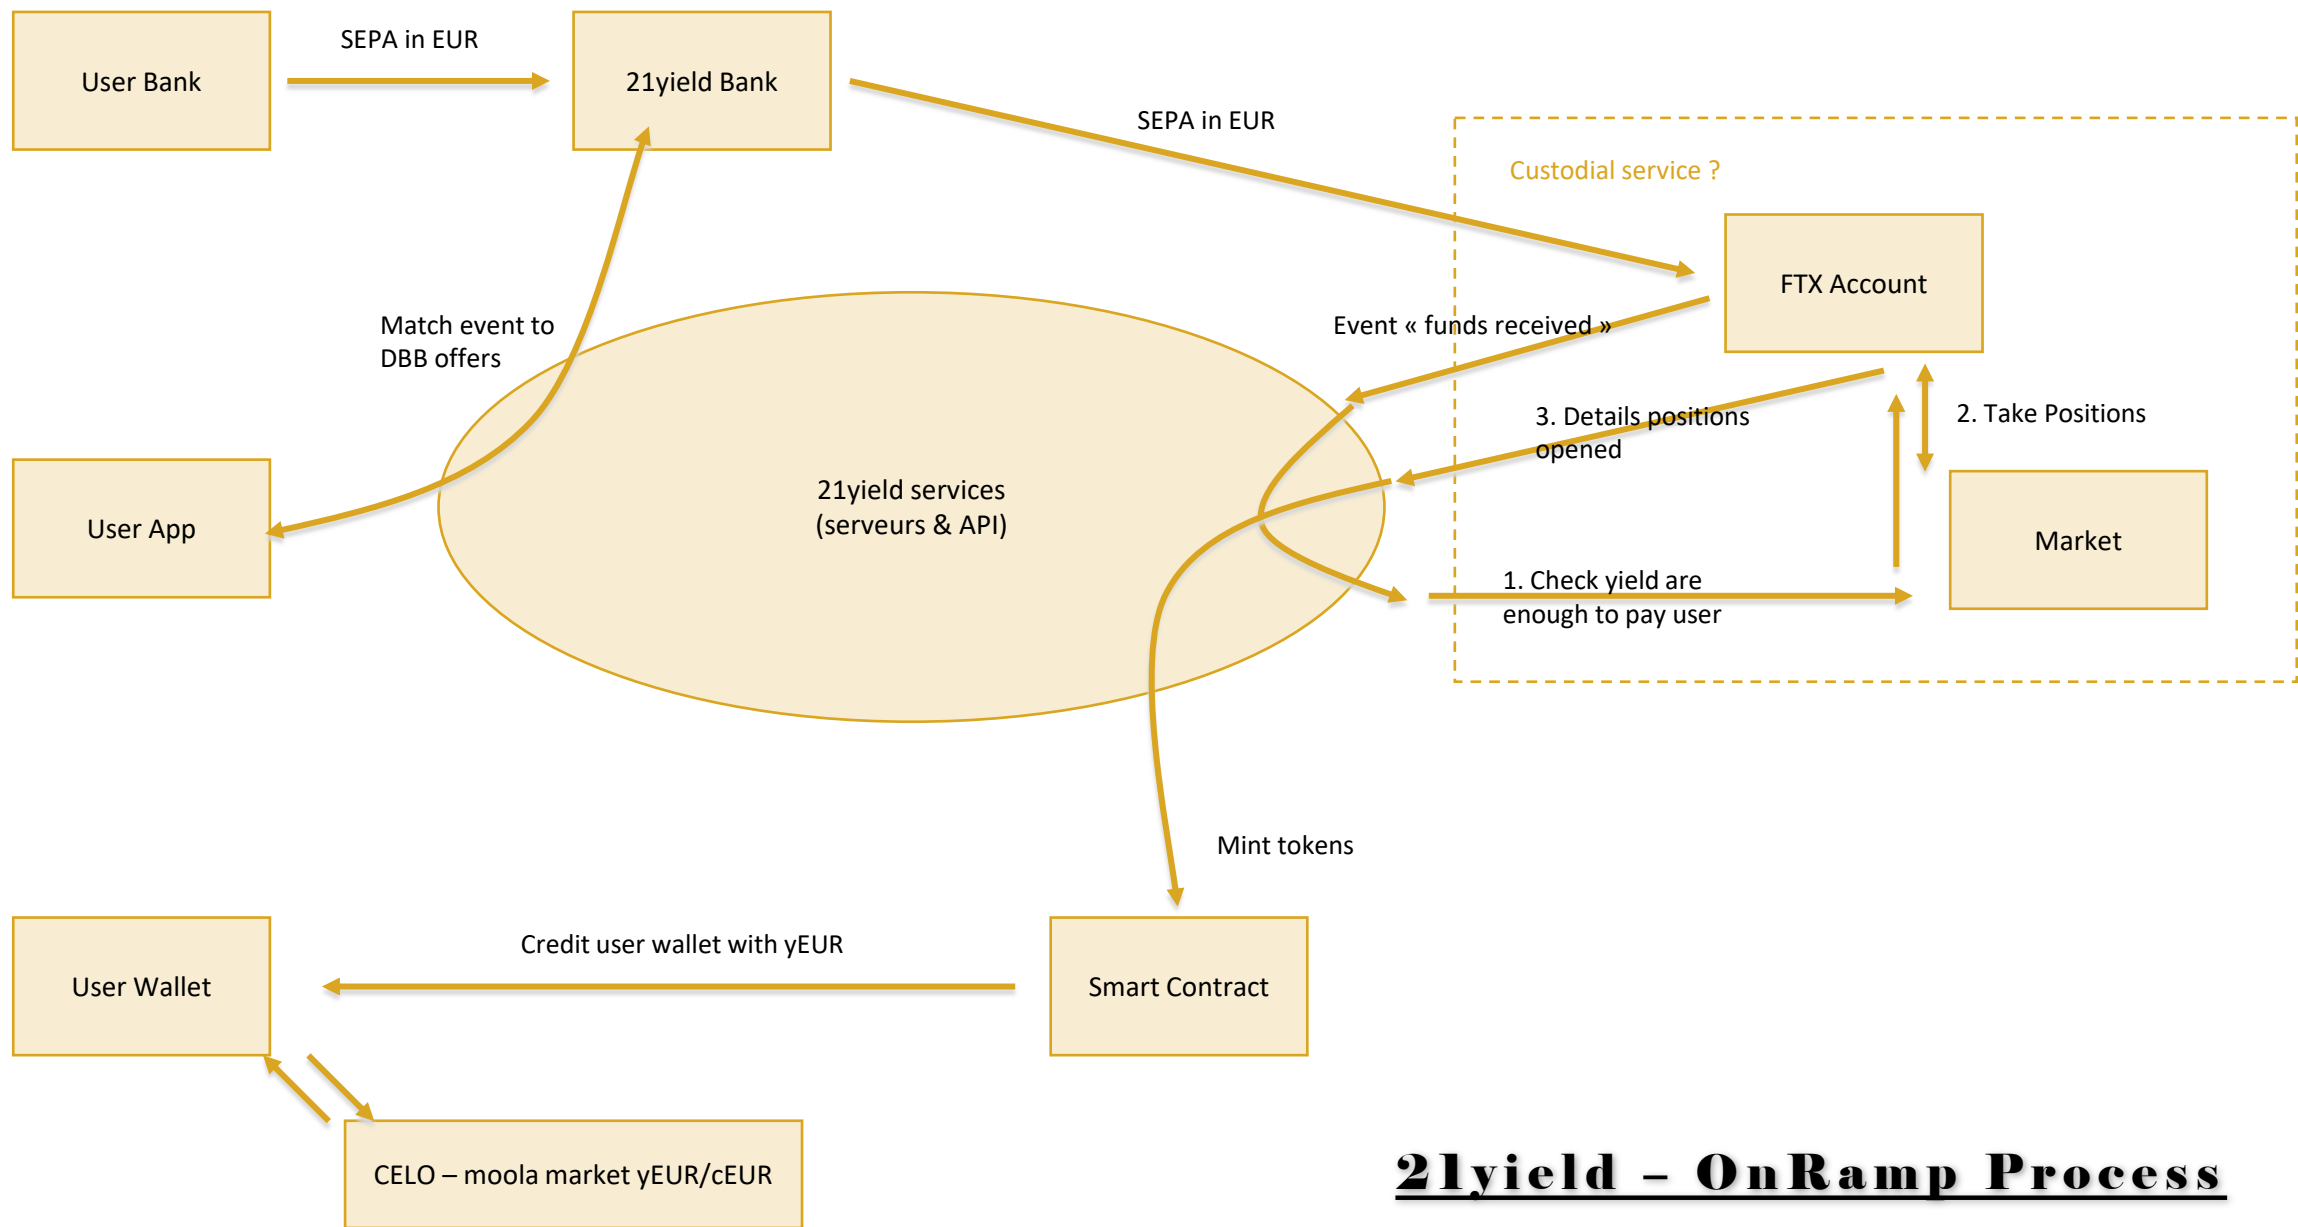 SEPA in EUR
User Bank
21yield Bank
SEPA in EUR
Custodial service ?
FTX Account
Match event to
DBB offers
Event « funds received »
3. Details positions
opened
2. Take Positions
21yield services
(serveurs & API)
User App
Market
1. Check yield are
enough to pay user
Mint tokens
Credit user wallet with yEUR
User Wallet
Smart Contract
CELO – moola market yEUR/cEUR
21yield – OnRamp Process